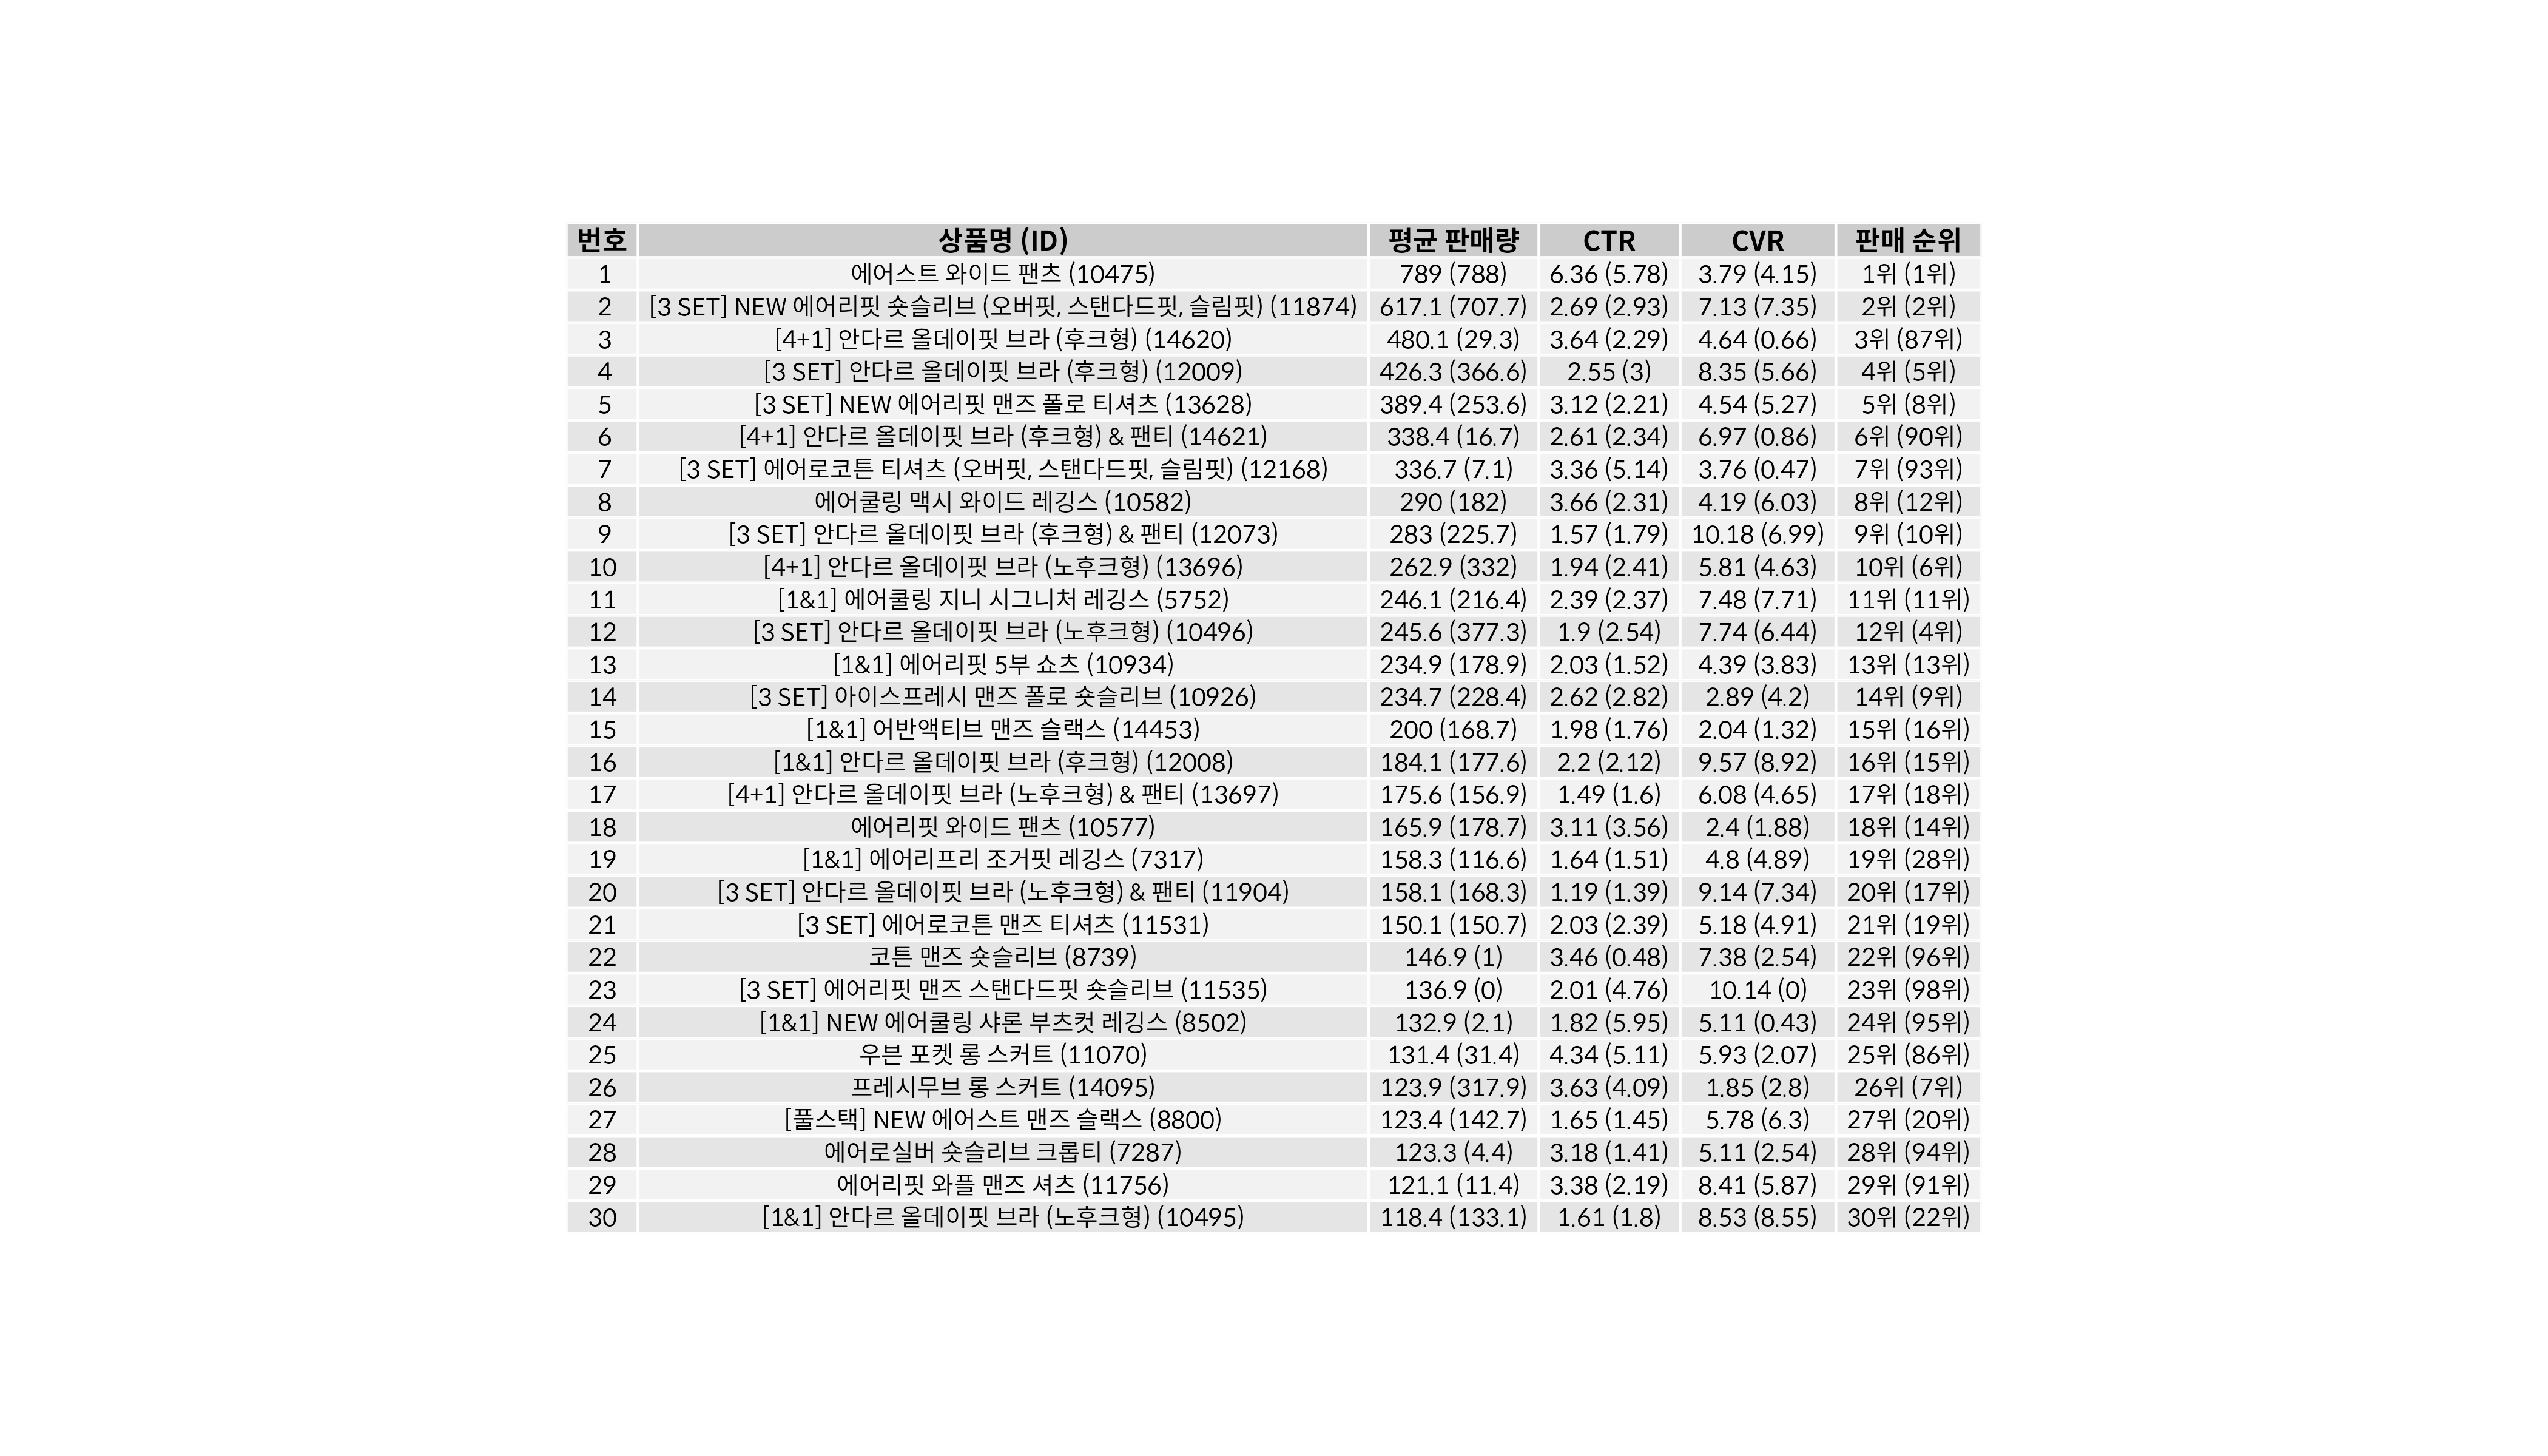 번호 상품명 (ID) 평균 판매량 CTR CVR 판매 순위
1 에어스트 와이드 팬츠 (10475) 789 (788) 6.36 (5.78) 3.79 (4.15) 1위 (1위)
2 [3 SET] NEW 에어리핏 숏슬리브 (오버핏, 스탠다드핏, 슬림핏) (11874) 617.1 (707.7) 2.69 (2.93) 7.13 (7.35) 2위 (2위)
3 [4+1] 안다르 올데이핏 브라 (후크형) (14620) 480.1 (29.3) 3.64 (2.29) 4.64 (0.66) 3위 (87위)
4 [3 SET] 안다르 올데이핏 브라 (후크형) (12009) 426.3 (366.6) 2.55 (3) 8.35 (5.66) 4위 (5위)
5 [3 SET] NEW 에어리핏 맨즈 폴로 티셔츠 (13628) 389.4 (253.6) 3.12 (2.21) 4.54 (5.27) 5위 (8위)
6 [4+1] 안다르 올데이핏 브라 (후크형) & 팬티 (14621) 338.4 (16.7) 2.61 (2.34) 6.97 (0.86) 6위 (90위)
7 [3 SET] 에어로코튼 티셔츠 (오버핏, 스탠다드핏, 슬림핏) (12168) 336.7 (7.1) 3.36 (5.14) 3.76 (0.47) 7위 (93위)
8 에어쿨링 맥시 와이드 레깅스 (10582) 290 (182) 3.66 (2.31) 4.19 (6.03) 8위 (12위)
9 [3 SET] 안다르 올데이핏 브라 (후크형) & 팬티 (12073) 283 (225.7) 1.57 (1.79) 10.18 (6.99) 9위 (10위)
10 [4+1] 안다르 올데이핏 브라 (노후크형) (13696) 262.9 (332) 1.94 (2.41) 5.81 (4.63) 10위 (6위)
11 [1&1] 에어쿨링 지니 시그니처 레깅스 (5752) 246.1 (216.4) 2.39 (2.37) 7.48 (7.71) 11위 (11위)
12 [3 SET] 안다르 올데이핏 브라 (노후크형) (10496) 245.6 (377.3) 1.9 (2.54) 7.74 (6.44) 12위 (4위)
13 [1&1] 에어리핏 5부 쇼츠 (10934) 234.9 (178.9) 2.03 (1.52) 4.39 (3.83) 13위 (13위)
14 [3 SET] 아이스프레시 맨즈 폴로 숏슬리브 (10926) 234.7 (228.4) 2.62 (2.82) 2.89 (4.2) 14위 (9위)
15 [1&1] 어반액티브 맨즈 슬랙스 (14453) 200 (168.7) 1.98 (1.76) 2.04 (1.32) 15위 (16위)
16 [1&1] 안다르 올데이핏 브라 (후크형) (12008) 184.1 (177.6) 2.2 (2.12) 9.57 (8.92) 16위 (15위)
17 [4+1] 안다르 올데이핏 브라 (노후크형) & 팬티 (13697) 175.6 (156.9) 1.49 (1.6) 6.08 (4.65) 17위 (18위)
18 에어리핏 와이드 팬츠 (10577) 165.9 (178.7) 3.11 (3.56) 2.4 (1.88) 18위 (14위)
19 [1&1] 에어리프리 조거핏 레깅스 (7317) 158.3 (116.6) 1.64 (1.51) 4.8 (4.89) 19위 (28위)
20 [3 SET] 안다르 올데이핏 브라 (노후크형) & 팬티 (11904) 158.1 (168.3) 1.19 (1.39) 9.14 (7.34) 20위 (17위)
21 [3 SET] 에어로코튼 맨즈 티셔츠 (11531) 150.1 (150.7) 2.03 (2.39) 5.18 (4.91) 21위 (19위)
22 코튼 맨즈 숏슬리브 (8739) 146.9 (1) 3.46 (0.48) 7.38 (2.54) 22위 (96위)
23 [3 SET] 에어리핏 맨즈 스탠다드핏 숏슬리브 (11535) 136.9 (0) 2.01 (4.76) 10.14 (0) 23위 (98위)
24 [1&1] NEW 에어쿨링 샤론 부츠컷 레깅스 (8502) 132.9 (2.1) 1.82 (5.95) 5.11 (0.43) 24위 (95위)
25 우븐 포켓 롱 스커트 (11070) 131.4 (31.4) 4.34 (5.11) 5.93 (2.07) 25위 (86위)
26 프레시무브 롱 스커트 (14095) 123.9 (317.9) 3.63 (4.09) 1.85 (2.8) 26위 (7위)
27 [풀스택] NEW 에어스트 맨즈 슬랙스 (8800) 123.4 (142.7) 1.65 (1.45) 5.78 (6.3) 27위 (20위)
28 에어로실버 숏슬리브 크롭티 (7287) 123.3 (4.4) 3.18 (1.41) 5.11 (2.54) 28위 (94위)
29 에어리핏 와플 맨즈 셔츠 (11756) 121.1 (11.4) 3.38 (2.19) 8.41 (5.87) 29위 (91위)
30 [1&1] 안다르 올데이핏 브라 (노후크형) (10495) 118.4 (133.1) 1.61 (1.8) 8.53 (8.55) 30위 (22위)